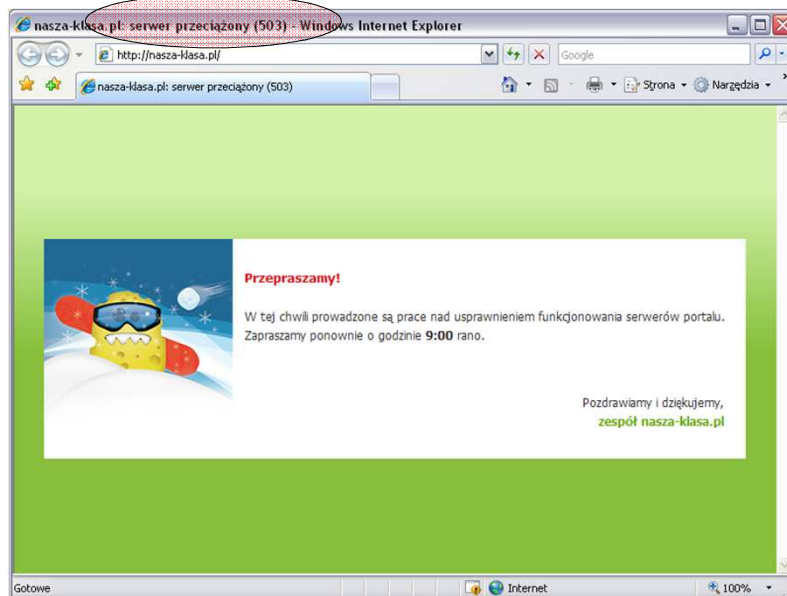 nasza-klasa.pl: serwer przeciążony (503) - Windows Internet Explorer
http://nasza-klasa.pl/
Google
nasza-klasa.pl: serwer przeciążony (503)
Strona
Narzędzia
Przepraszamy!
W tej chwili prowadzone są prace nad usprawnieniem funkcjonowania serwerów portalu.
Zapraszamy ponownie o godzinie 9:00 rano.
Pozdrawiamy i dziękujemy,
zespół nasza-klasa.pl
Gotowe
Internet
100%